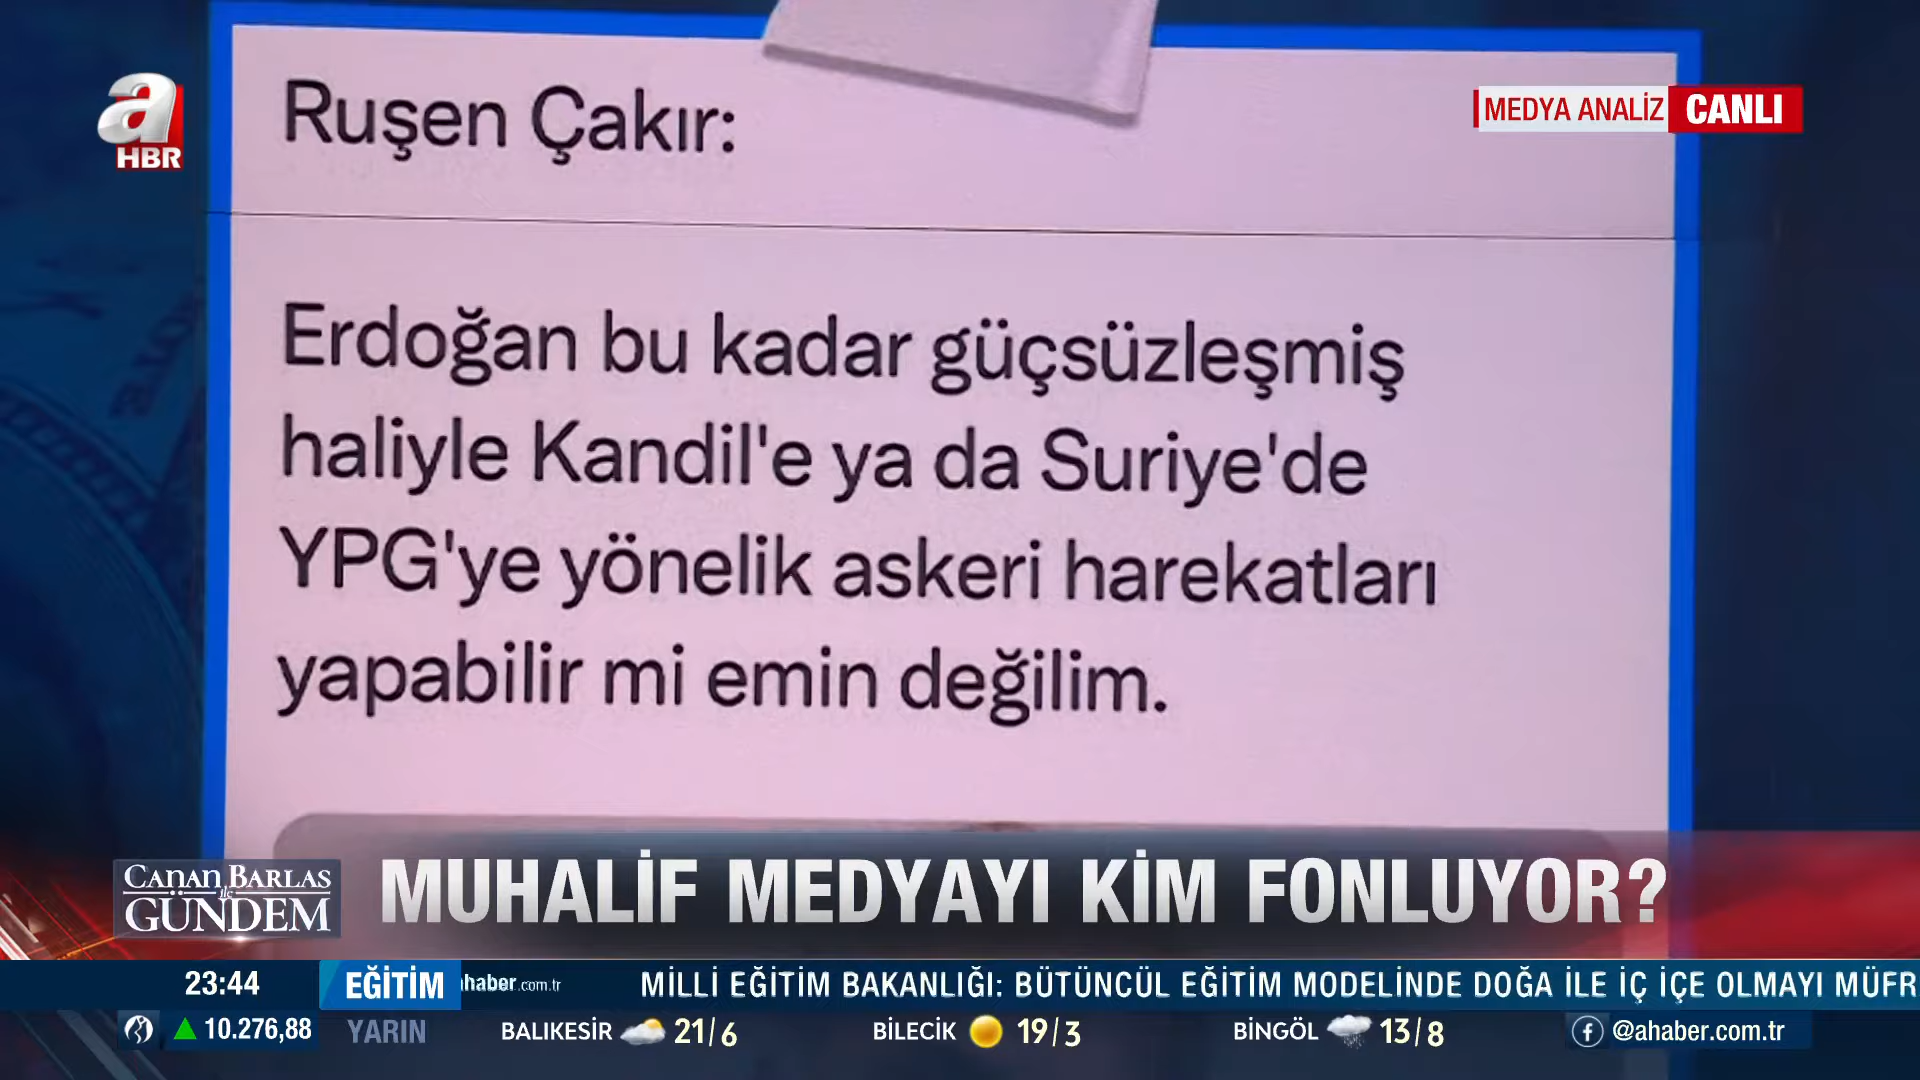 a
HBR
MEDYA ANALİZ CANLI
Ruşen Çakır:
Erdoğan bu kadar güçsüzleşmiş
haliyle Kandil'e ya da Suriye'de
YPG'ye yönelik askeri harekatları
yapabilir mi emin değilim.
CANAN BARLAS
ile
GÜNDEM
MUHALİF MEDYAYI KİM FONLUYOR?
23:44 EĞİTİM ahaber.com.tr MİLLİ EĞİTİM BAKANLIĞI: BÜTÜNCÜL EĞİTİM MODELİNDE DOĞA İLE İÇ İÇE OLMAYI MÜFR
10.276,88 YARIN BALIKESİR 21/6 BİLECİK 19/3 BİNGÖL 13/8 @ahaber.com.tr